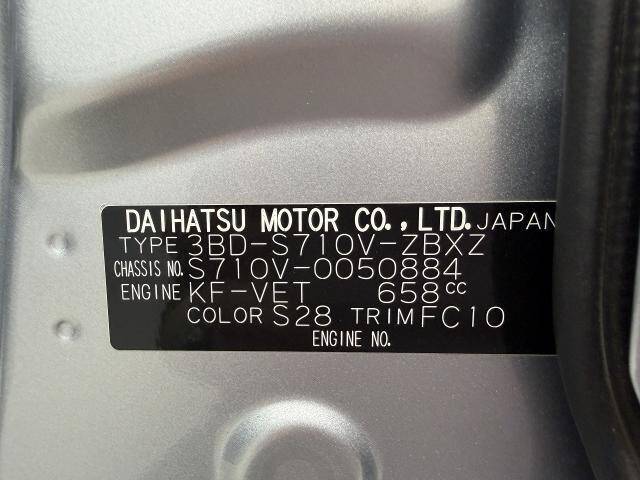 DAIHATSU MOTOR CO.,LTD. JAPAN
TYPE 3BD-S710V-ZBXZ
CHASSIS NO. S710V-0050884
ENGINE KF-VET 658cc
COLOR S28 TRIM FC10
ENGINE NO.